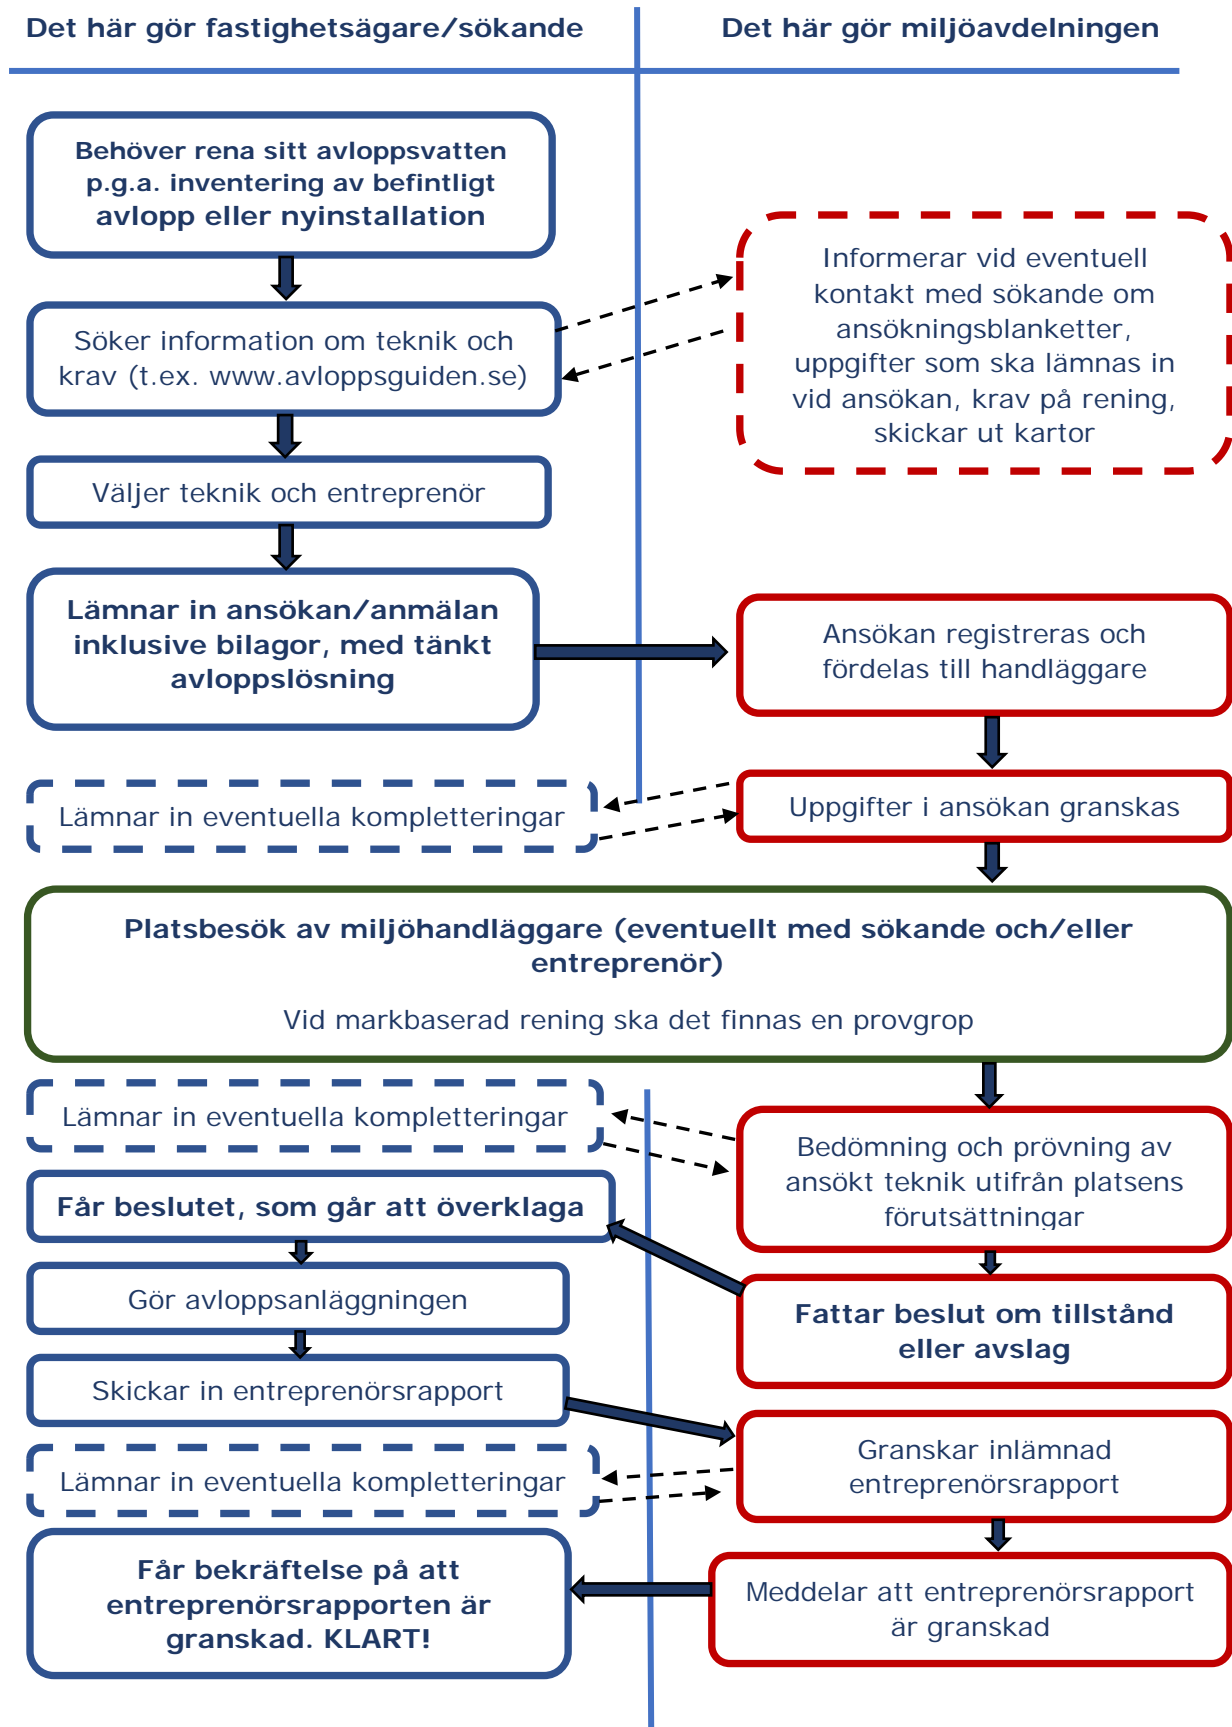 Det här gör fastighetsägare/sökande
Det här gör miljöavdelningen
Behöver rena sitt avloppsvatten
p.g.a. inventering av befintligt
avlopp eller nyinstallation
Informerar vid eventuell
kontakt med sökande om
ansökningsblanketter,
uppgifter som ska lämnas in
vid ansökan, krav på rening,
skickar ut kartor
Söker information om teknik och
krav (t.ex. www.avloppsguiden.se)
Väljer teknik och entreprenör
Lämnar in ansökan/anmälan
inklusive bilagor, med tänkt
avloppslösning
Ansökan registreras och
fördelas till handläggare
Lämnar in eventuella kompletteringar
Uppgifter i ansökan granskas
Platsbesök av miljöhandläggare (eventuellt med sökande och/eller
entreprenör)
Vid markbaserad rening ska det finnas en provgrop
Lämnar in eventuella kompletteringar
Bedömning och prövning av
ansökt teknik utifrån platsens
förutsättningar
Får beslutet, som går att överklaga
Gör avloppsanläggningen
Fattar beslut om tillstånd
eller avslag
Skickar in entreprenörsrapport
Granskar inlämnad
entreprenörsrapport
Lämnar in eventuella kompletteringar
Får bekräftelse på att
entreprenörsrapporten är
granskad. KLART!
Meddelar att entreprenörsrapport
är granskad